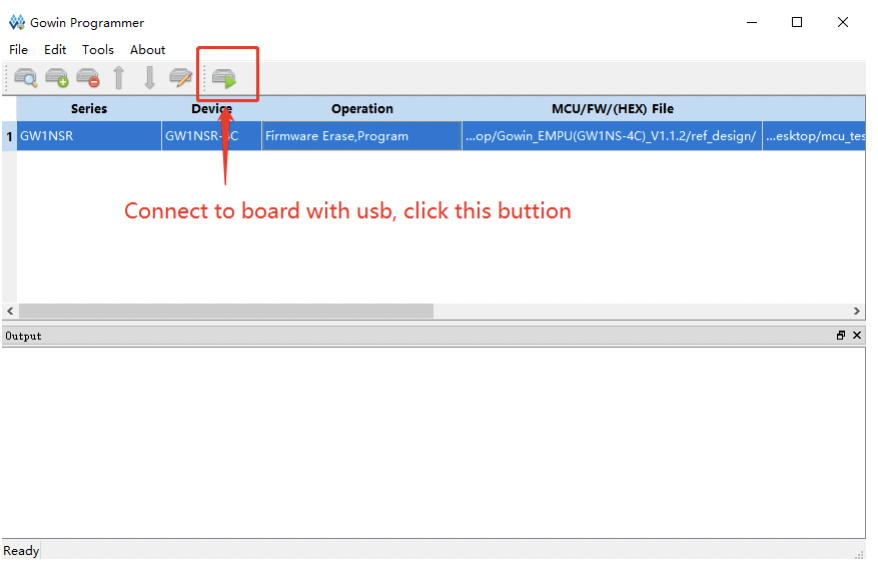 Gowin Programmer
File Edit Tools About
Series Device Operation MCU/FW/(HEX) File
1 GW1NSR GW1NSR-4C Firmware Erase,Program ...op/Gowin_EMPU(GW1NS-4C)_V1.1.2/ref_design/ ...esktop/mcu_tes
Connect to board with usb, click this buttion
Output
Ready